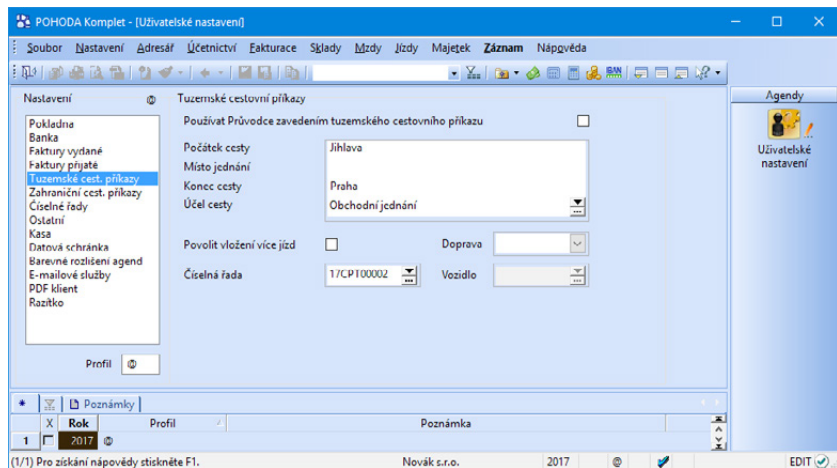 POHODA Komplet - [Uživatelské nastavení]
Soubor Nastavení Adresář Účetnictví Fakturace Sklady Mzdy Jízdy Majetek Záznam Nápověda
Nastavení @
Pokladna
Banka
Faktury vydané
Faktury přijaté
Tuzemské cest. příkazy
Zahraniční cest. příkazy
Číselné řady
Ostatní
Kasa
Datová schránka
Barevné rozlišení agend
E-mailové služby
PDF klient
Razítko
Profil @
Tuzemské cestovní příkazy
Používat Průvodce zavedením tuzemského cestovního příkazu
Počátek cesty Jihlava
Místo jednání
Konec cesty Praha
Účel cesty Obchodní jednání
Povolit vložení více jízd Doprava
Číselná řada 17CPT00002 Vozidlo
Agendy
Uživatelské
nastavení
* Poznámky
X Rok Profil Poznámka
1 2017 @
(1/1) Pro získání nápovědy stiskněte F1. Novák s.r.o. 2017 @ EDIT